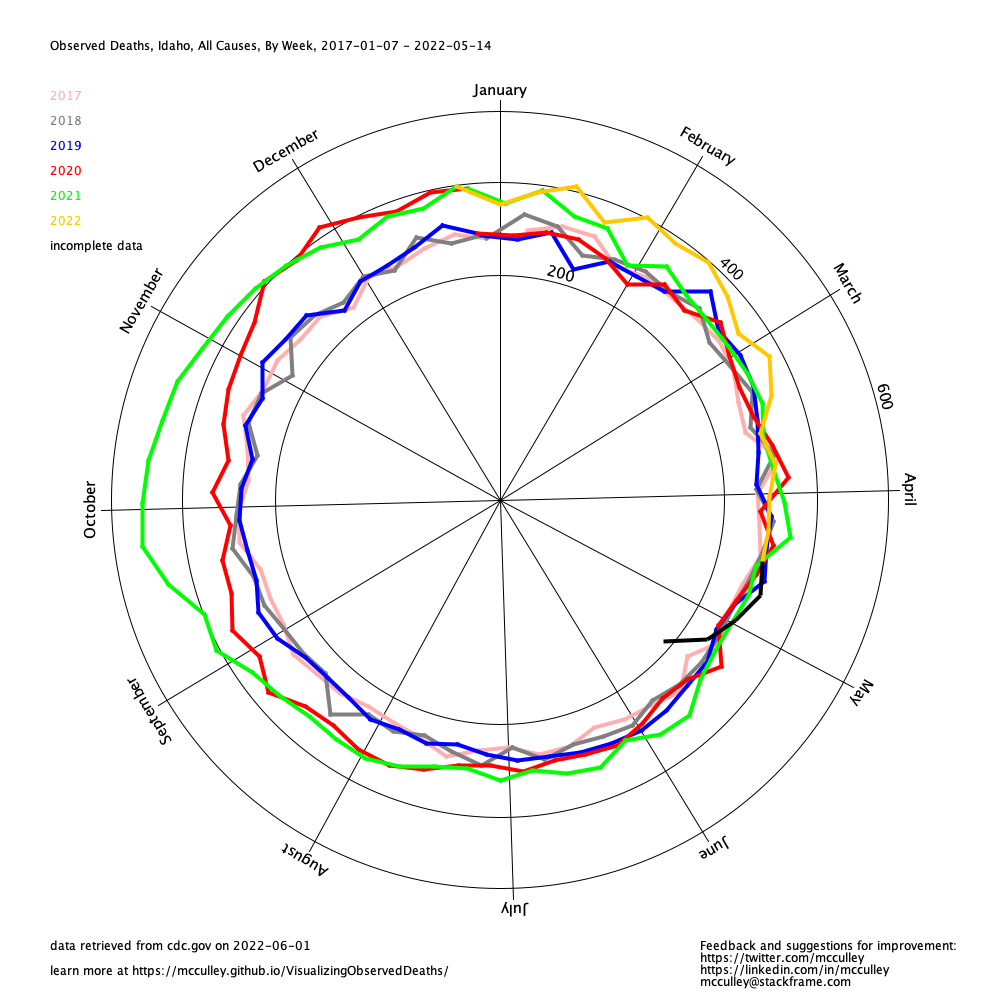 Observed Deaths, Idaho, All Causes, By Week, 2017-01-07 - 2022-05-14
January
2017
2018
2019
2020
2021
2022
incomplete data
December
February
November
March
200
400
600
October
April
September
May
August
June
July
data retrieved from cdc.gov on 2022-06-01
learn more at https://mcculley.github.io/VisualizingObservedDeaths/
Feedback and suggestions for improvement:
https://twitter.com/mcculley
https://linkedin.com/in/mcculley
mcculley@stackframe.com